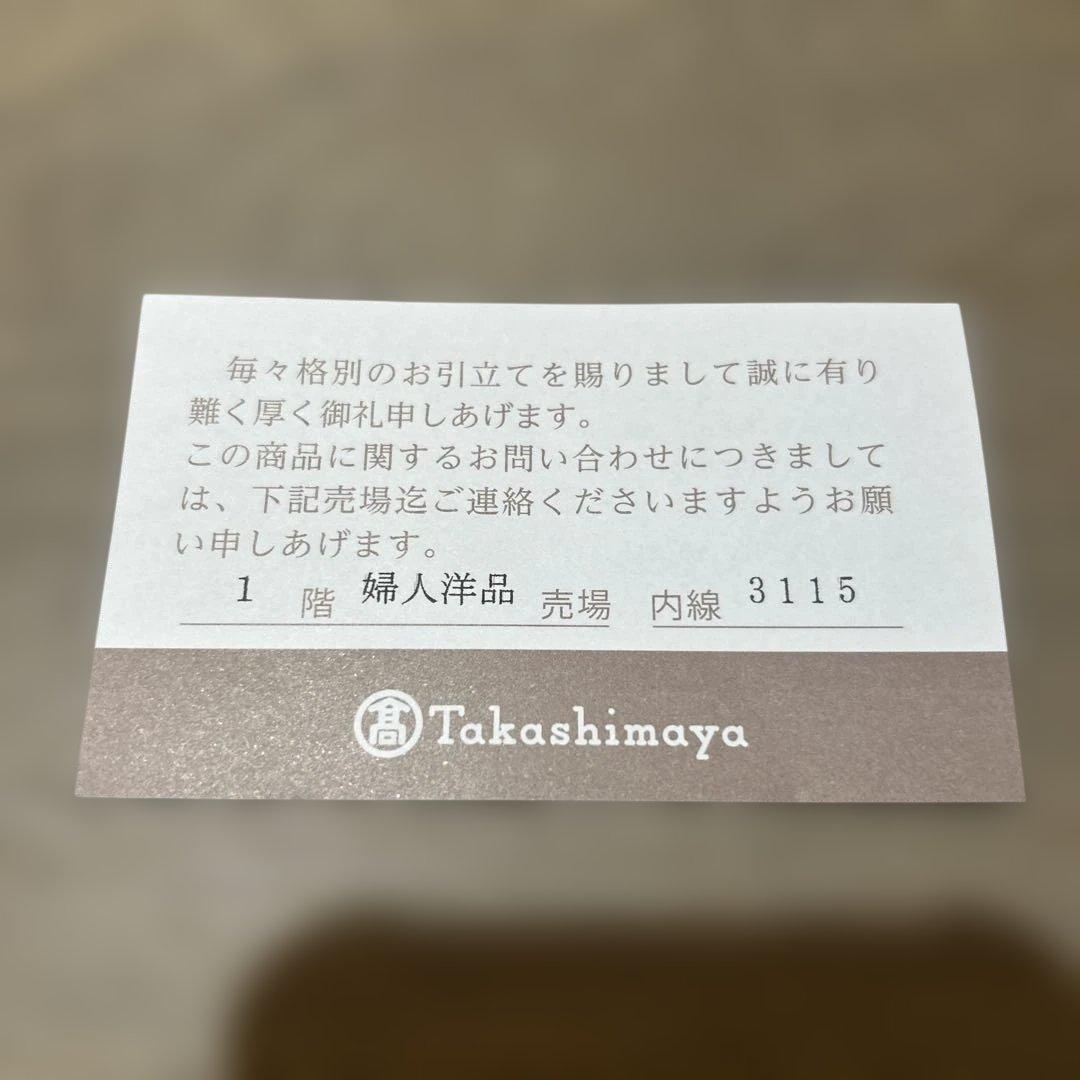 毎々格別のお引立てを賜りまして誠に有り
難く厚く御礼申しあげます。
この商品に関するお問い合わせにつきまして
は、下記売場迄ご連絡くださいますようお願
い申しあげます。
1 階 婦人洋品 売場 内線 3115
髙 Takashimaya